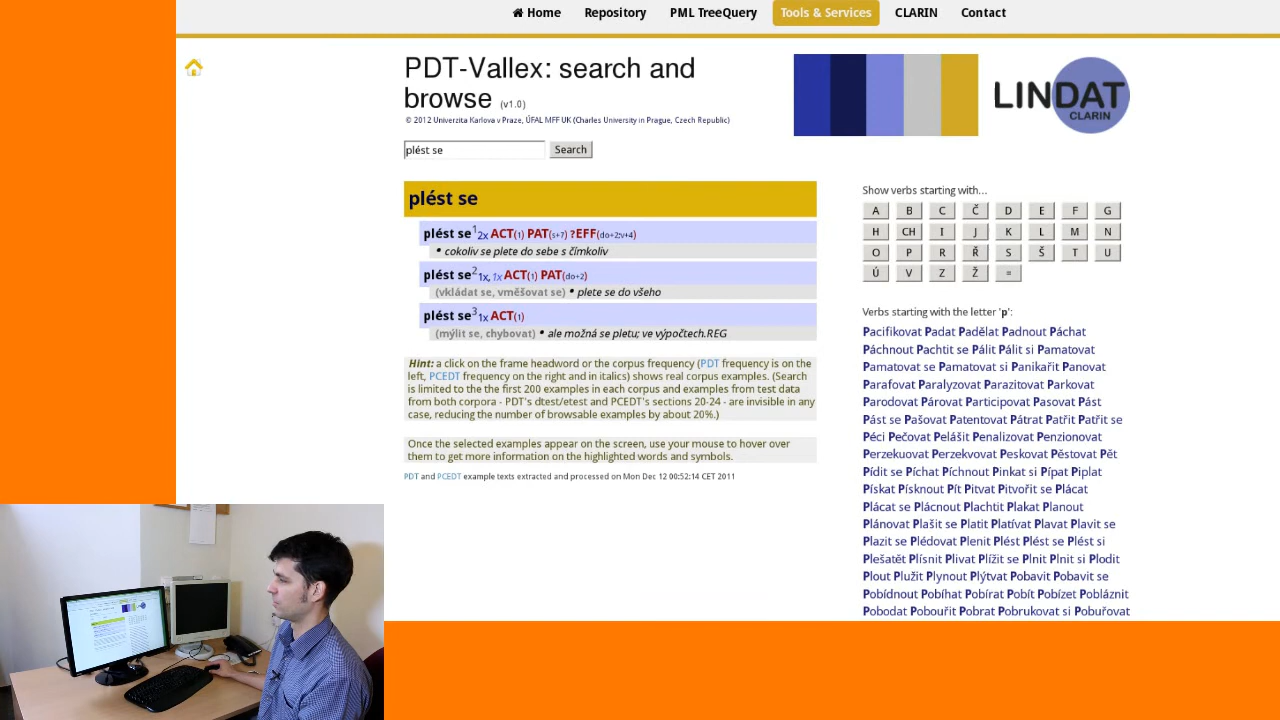 Home Repository PML TreeQuery Tools & Services CLARIN Contact
PDT-Vallex: search and
browse (v1.0)
© 2012 Univerzita Karlova v Praze, ÚFAL MFF UK (Charles University in Prague, Czech Republic)
LINDAT
CLARIN
plést se Search
plést se
plést se1 2x ACT(1) PAT(s+7) ?EFF(do+2;v+4)
• cokoliv se plete do sebe s čímkoliv
plést se2 1x, 1x ACT(1) PAT(do+2)
(vkládat se, vměšovat se) • plete se do všeho
plést se3 1x ACT(1)
(mýlit se, chybovat) • ale možná se pletu; ve výpočtech.REG
Hint: a click on the frame headword or the corpus frequency (PDT frequency is on the
left, PCEDT frequency on the right and in italics) shows real corpus examples. (Search
is limited to the the first 200 examples in each corpus and examples from test data
from both corpora - PDT's dtest/etest and PCEDT's sections 20-24 - are invisible in any
case, reducing the number of browsable examples by about 20%.)
Once the selected examples appear on the screen, use your mouse to hover over
them to get more information on the highlighted words and symbols.
PDT and PCEDT example texts extracted and processed on Mon Dec 12 00:52:14 CET 2011
Show verbs starting with...
A B C Č D E F G
H CH I J K L M N
O P R Ř S Š T U
Ú V Z Ž =
Verbs starting with the letter 'p':
Pacifikovat Padat Padělat Padnout Páchat
Páchnout Pachtit se Pálit Pálit si Pamatovat
Pamatovat se Pamatovat si Panikařit Panovat
Parafovat Paralyzovat Parazitovat Parkovat
Parodovat Párovat Participovat Pasovat Pást
Pást se Pašovat Patentovat Pátrat Patřit Patřit se
Péci Pečovat Pelášit Penalizovat Penzionovat
Perzekuovat Perzekvovat Peskovat Pěstovat Pět
Pídit se Píchat Píchnout Pinkat si Pípat Piplat
Pískat Písknout Pít Pitvat Pitvořit se Plácat
Plácat se Plácnout Plachtit Plakat Planout
Plánovat Plašit se Platit Platívat Plavat Plavit se
Plazit se Plédovat Plenit Plést Plést se Plést si
Plešatět Plísnit Plivat Plížit se Plnit Plnit si Plodit
Plout Plužit Plynout Plýtvat Pobavit Pobavit se
Pobídnout Pobíhat Pobírat Pobít Pobízet Pobláznit
Pobodat Pobouřit Pobrat Pobrukovat si Pobuřovat